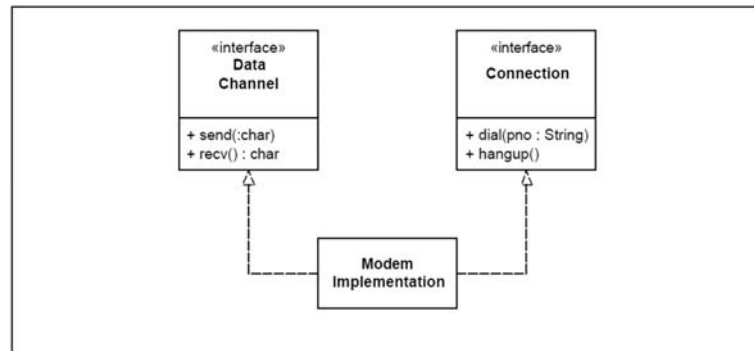 «interface»
Data
Channel
+ send(:char)
+ recv() : char
«interface»
Connection
+ dial(pno : String)
+ hangup()
Modem
Implementation